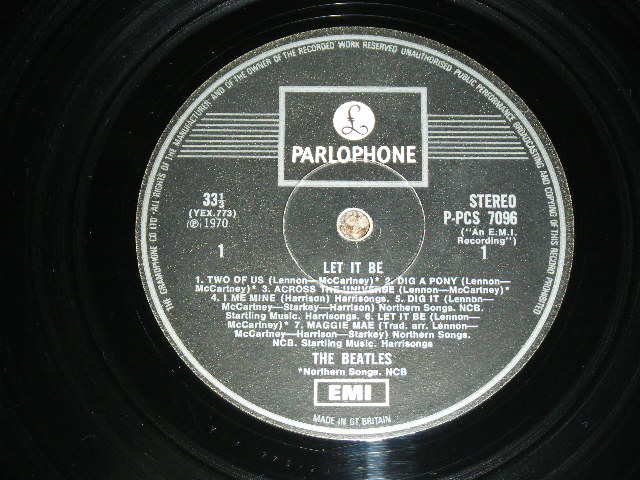 THE GRAMOPHONE CO LTD · ALL RIGHTS OF THE MANUFACTURER AND OF THE OWNER OF THE RECORDED WORK RESERVED UNAUTHORISED PUBLIC PERFORMANCE BROADCASTING AND COPYING OF THIS RECORD PROHIBITED
£
PARLOPHONE
33⅓
(YEX.773)
℗ 1970
1
STEREO
P-PCS 7096
("An E.M.I.
Recording")
1
LET IT BE
1. TWO OF US (Lennon—McCartney)* 2. DIG A PONY (Lennon—
McCartney)* 3. ACROSS THE UNIVERSE (Lennon—McCartney)*
4. I ME MINE (Harrison) Harrisongs. 5. DIG IT (Lennon—
McCartney—Starkey—Harrison) Northern Songs. NCB.
Startling Music. Harrisongs. 6. LET IT BE (Lennon—
McCartney)* 7. MAGGIE MAE (Trad. arr. Lennon—
McCartney—Harrison—Starkey) Northern Songs.
NCB. Startling Music. Harrisongs
THE BEATLES
*Northern Songs. NCB
EMI
MADE IN GT BRITAIN